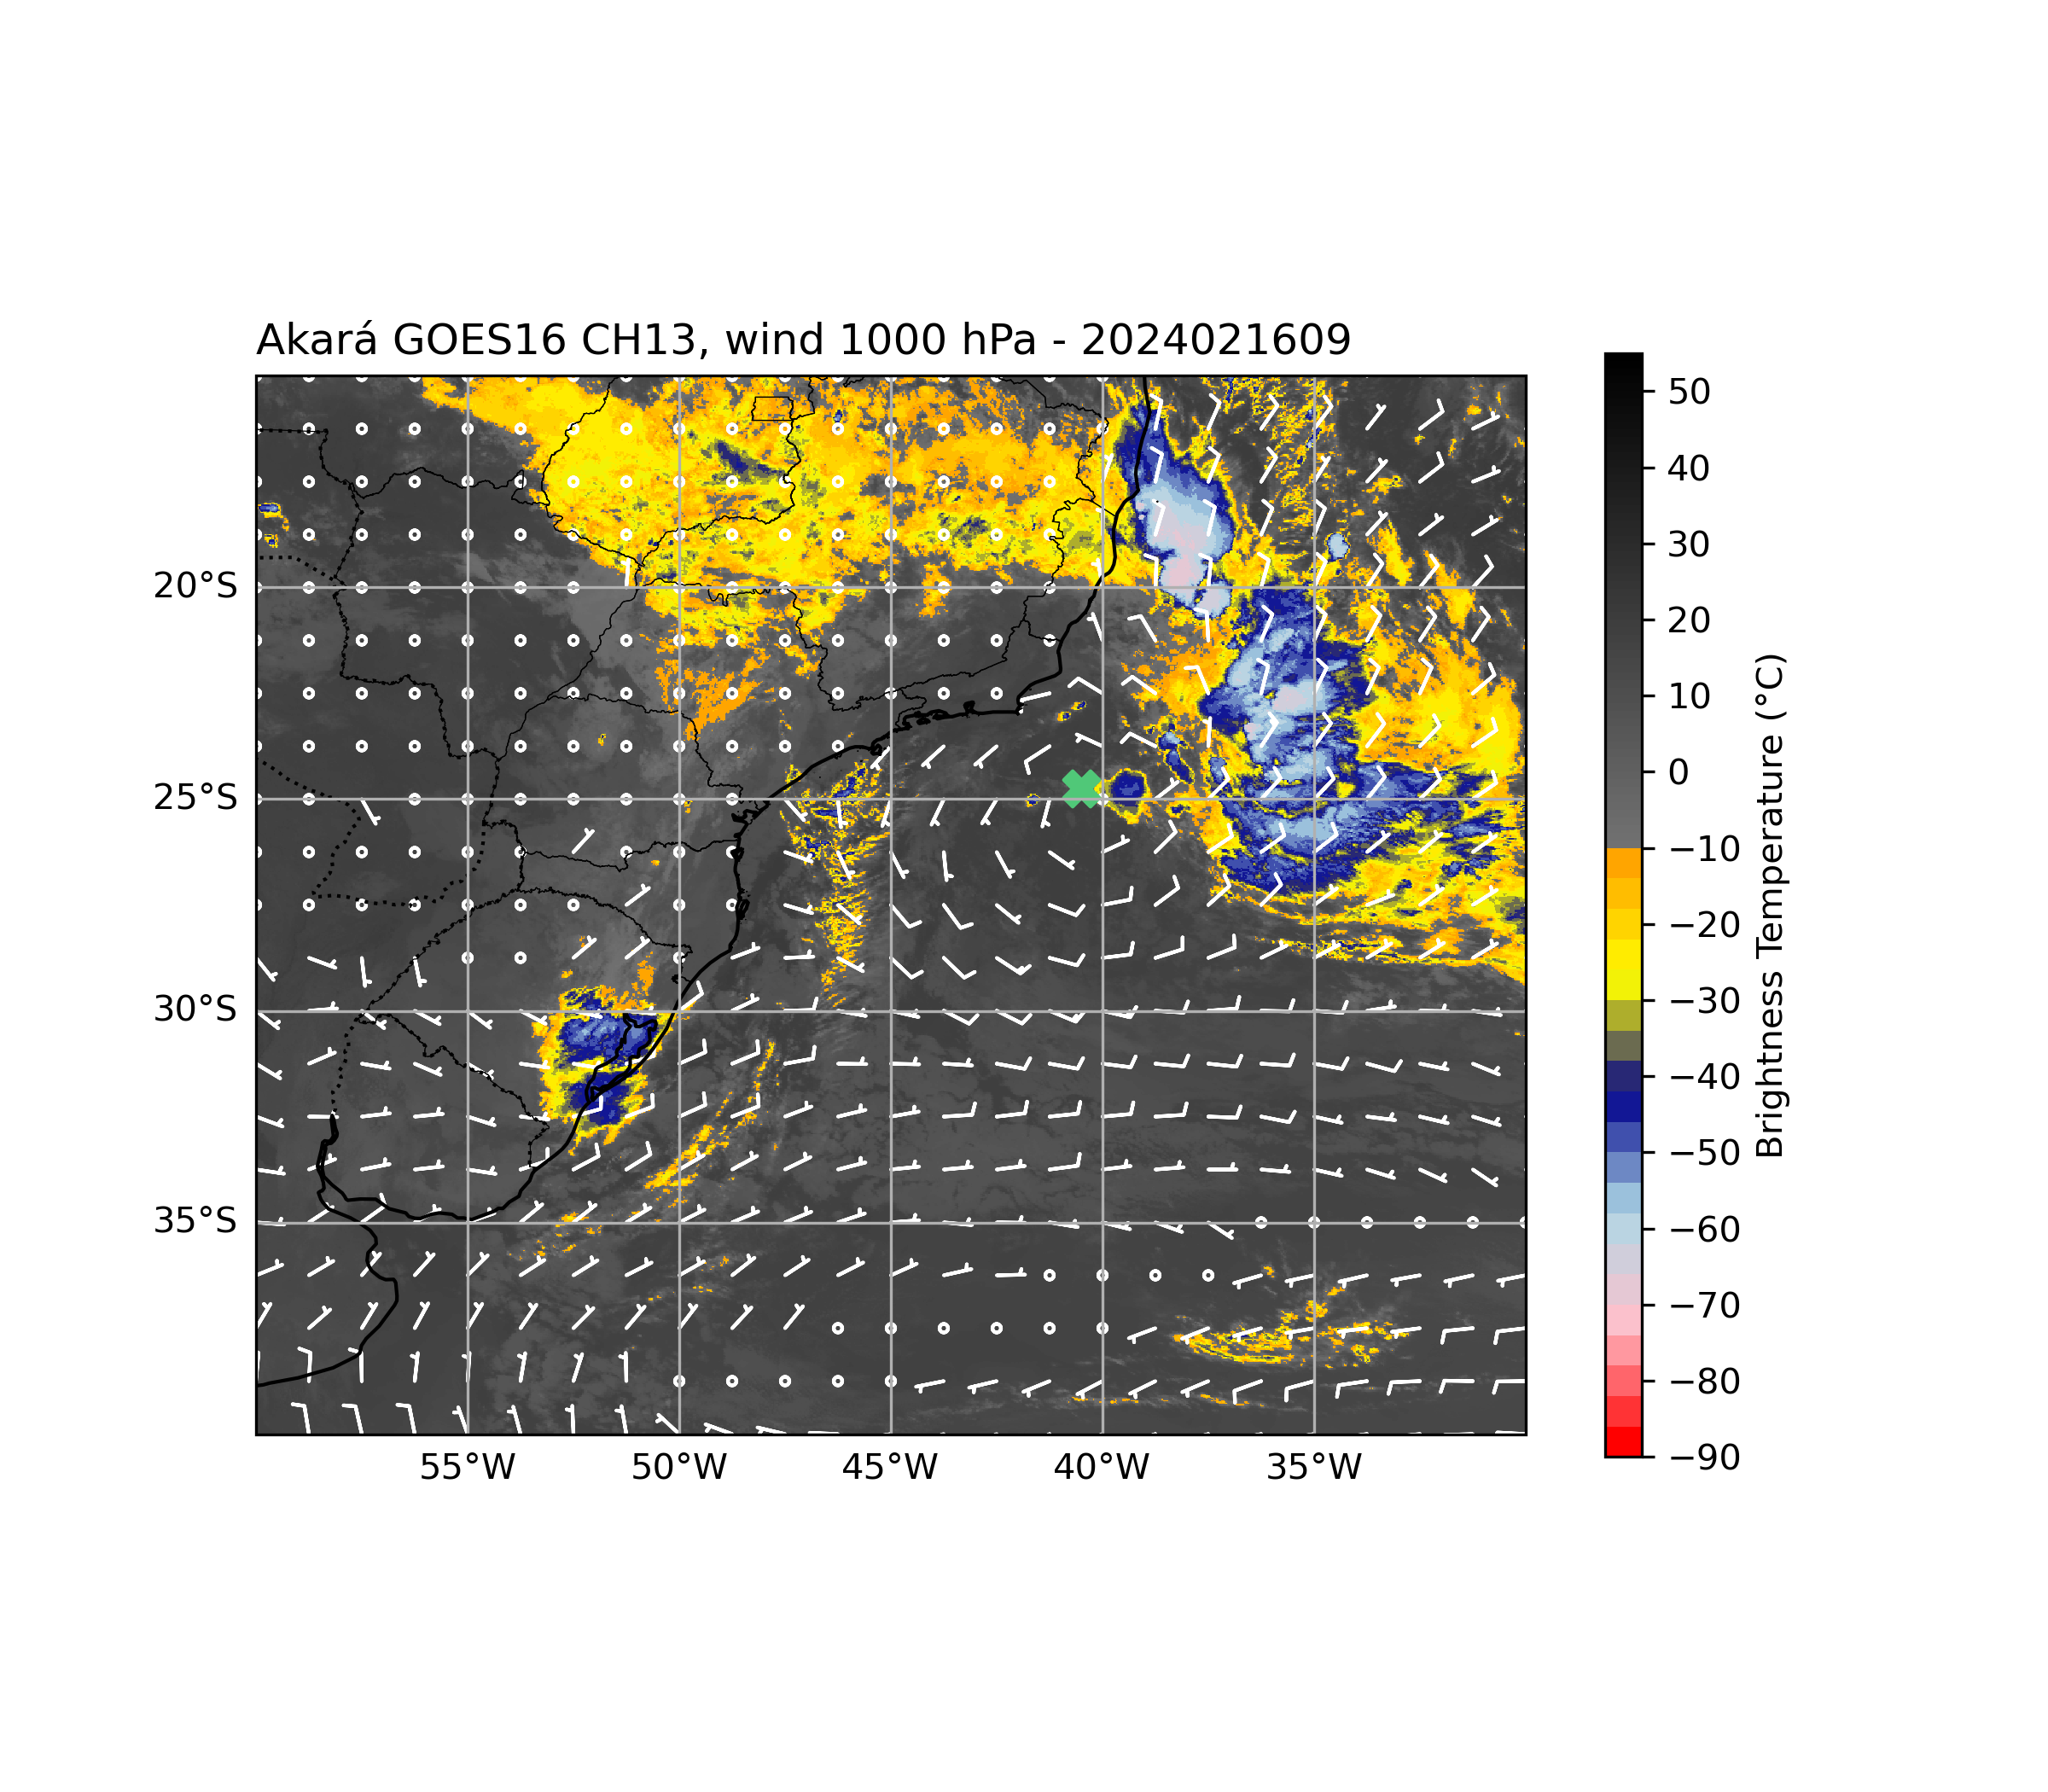 Akará GOES16 CH13, wind 1000 hPa - 2024021609
20°S
25°S
30°S
35°S
55°W
50°W
45°W
40°W
35°W
50
40
30
20
10
0
−10
−20
−30
−40
−50
−60
−70
−80
−90
Brightness Temperature (°C)